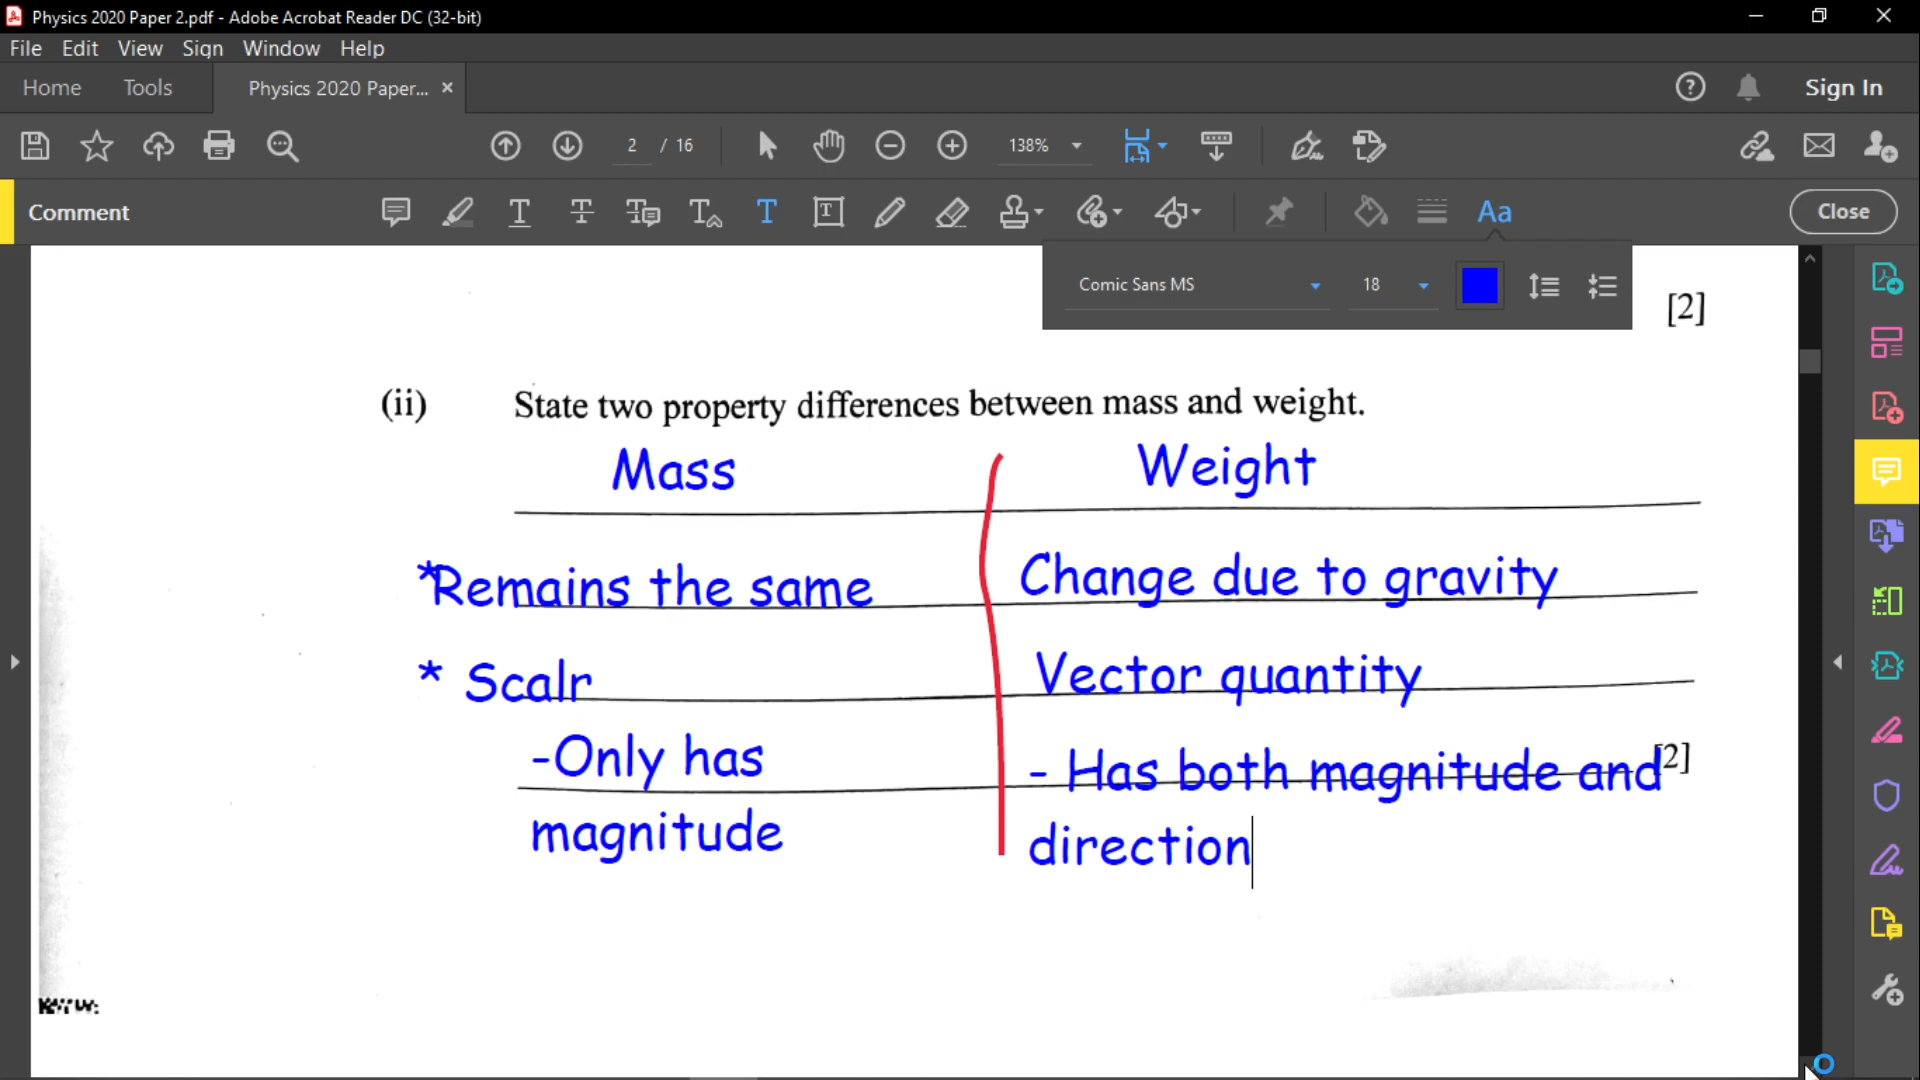 Physics 2020 Paper 2.pdf - Adobe Acrobat Reader DC (32-bit)
File Edit View Sign Window Help
Home Tools Physics 2020 Paper... × Sign In
2 / 16 138%
Comment Close
Comic Sans MS 18
[2]
(ii) State two property differences between mass and weight.
Mass Weight
*Remains the same Change due to gravity
* Scalr Vector quantity
-Only has - Has both magnitude and [2]
magnitude direction